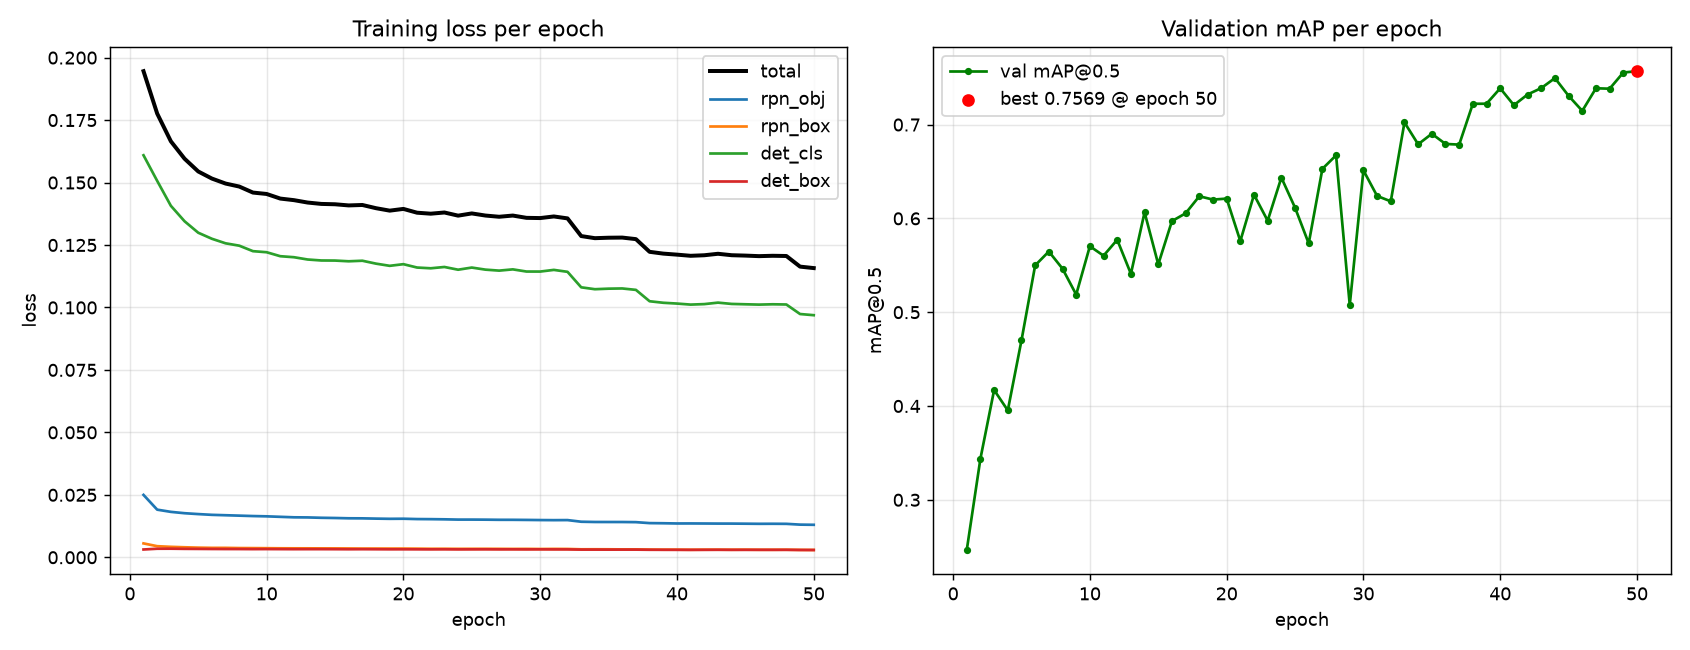 Training loss per epoch
total
rpn_obj
rpn_box
det_cls
det_box
0.200
0.175
0.150
0.125
0.100
0.075
0.050
0.025
0.000
loss
0 10 20 30 40 50
epoch
Validation mAP per epoch
val mAP@0.5
best 0.7569 @ epoch 50
0.7
0.6
0.5
0.4
0.3
mAP@0.5
0 10 20 30 40 50
epoch